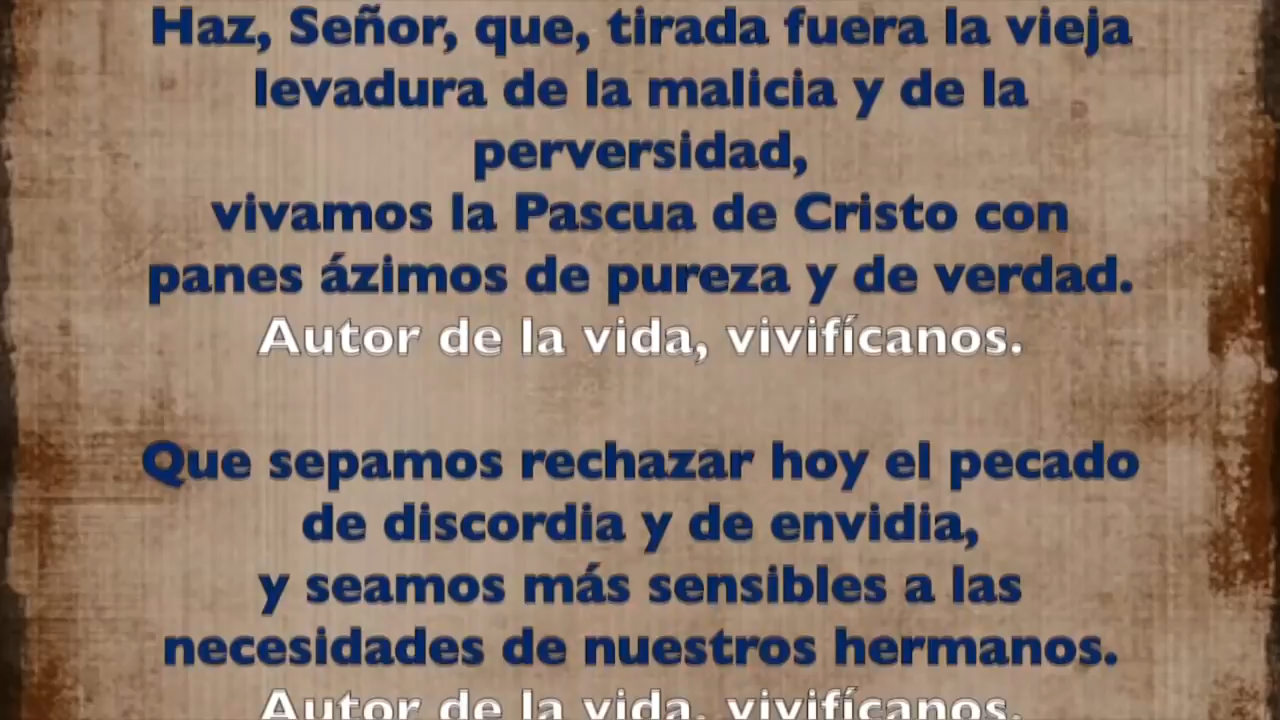 Haz, Señor, que, tirada fuera la vieja
levadura de la malicia y de la
perversidad,
vivamos la Pascua de Cristo con
panes ázimos de pureza y de verdad.
Autor de la vida, vivifícanos.
Que sepamos rechazar hoy el pecado
de discordia y de envidia,
y seamos más sensibles a las
necesidades de nuestros hermanos.
Autor de la vida, vivifícanos.